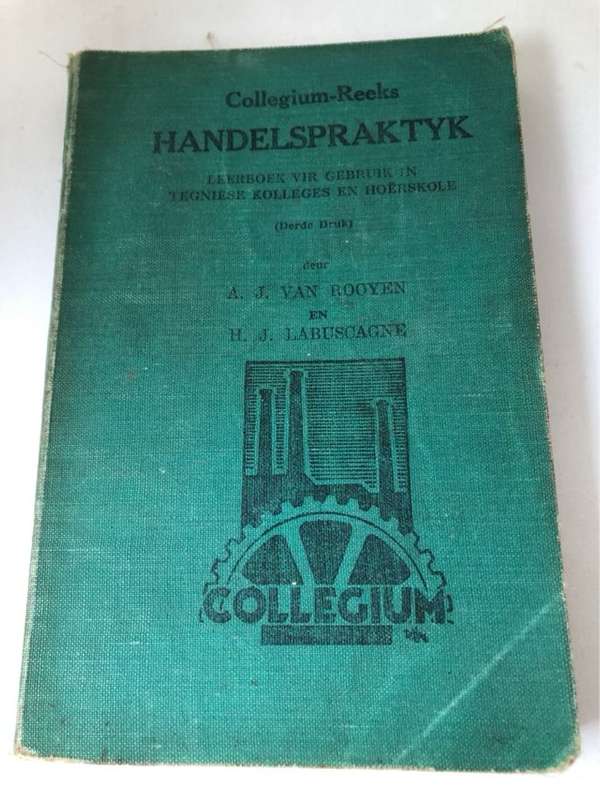 Collegium-Reeks
HANDELSPRAKTYK
LEERBOEK VIR GEBRUIK IN
TEGNIESE KOLLEGES EN HOËRSKOLE
(Derde Druk)
deur
A. J. VAN ROOYEN
EN
H. J. LABUSCAGNE
COLLEGIUM